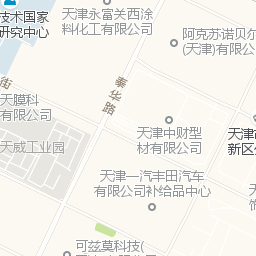 技术国家
研究中心
天津永富关西涂
料化工有限公司
阿克苏诺贝尔
(天津)有限
秦华路
街
天膜科
有限公司
天津中财型
材有限公司
天津
新区
天威工业园
天津一汽丰田汽车
有限公司补给品中心
可兹莫科技(